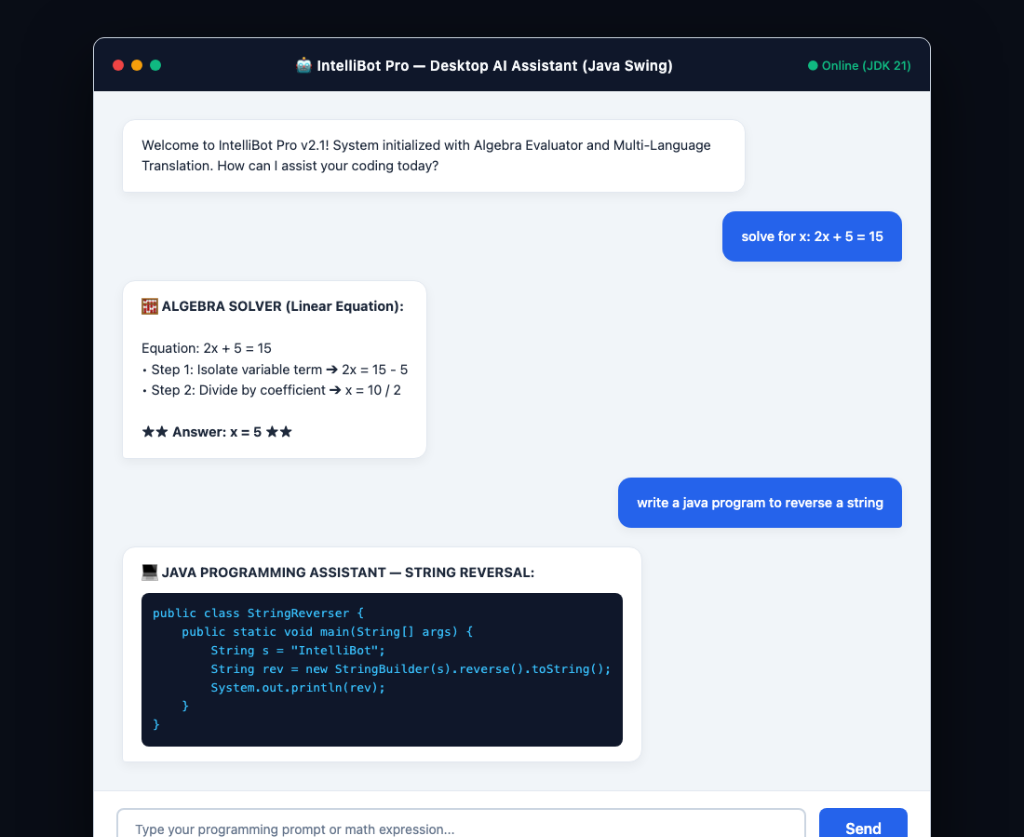 🤖 IntelliBot Pro — Desktop AI Assistant (Java Swing)
Online (JDK 21)
Welcome to IntelliBot Pro v2.1! System initialized with Algebra Evaluator and Multi-Language
Translation. How can I assist your coding today?
solve for x: 2x + 5 = 15
🧮 ALGEBRA SOLVER (Linear Equation):
Equation: 2x + 5 = 15
• Step 1: Isolate variable term ➔ 2x = 15 - 5
• Step 2: Divide by coefficient ➔ x = 10 / 2
★★ Answer: x = 5 ★★
write a java program to reverse a string
💻 JAVA PROGRAMMING ASSISTANT — STRING REVERSAL:
public class StringReverser {
    public static void main(String[] args) {
        String s = "IntelliBot";
        String rev = new StringBuilder(s).reverse().toString();
        System.out.println(rev);
    }
}
Type your programming prompt or math expression...
Send